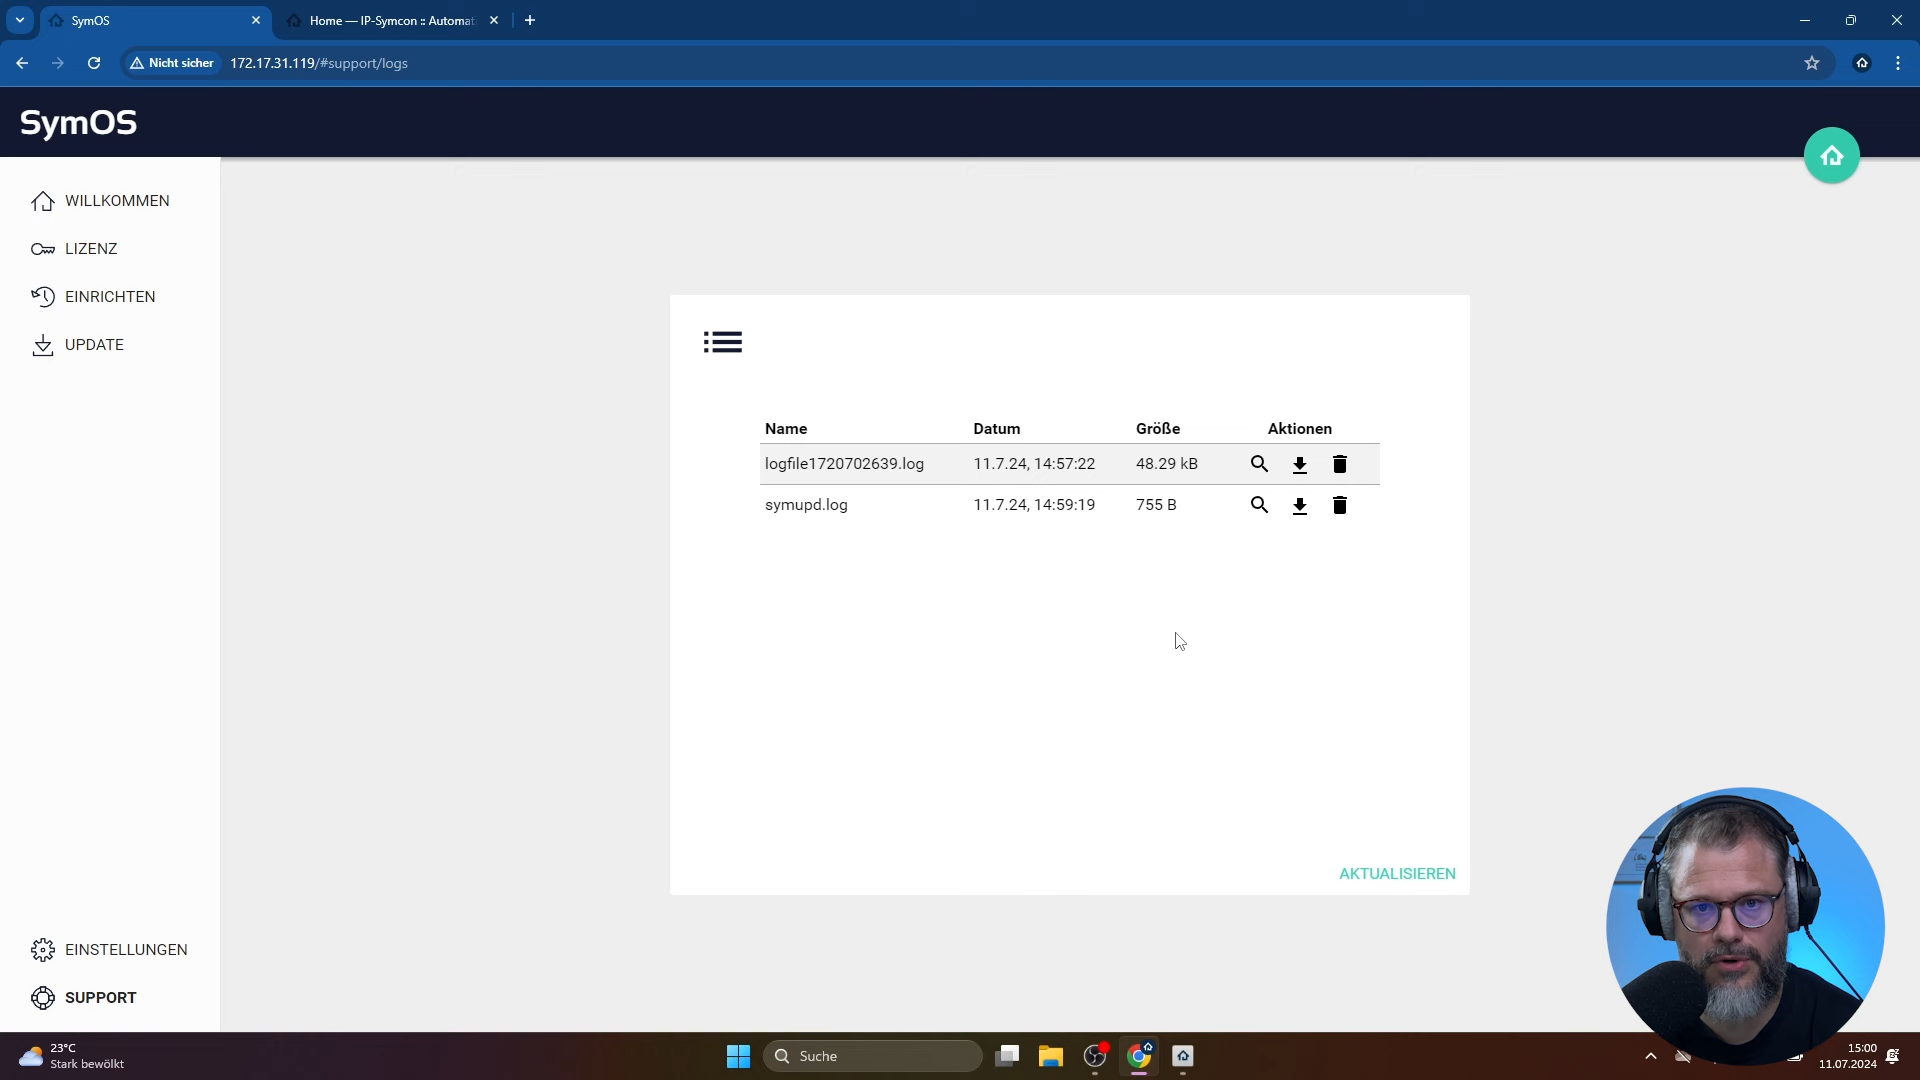 SymOS
Home — IP-Symcon :: Automat
Nicht sicher
172.17.31.119/#support/logs
SymOS
WILLKOMMEN
LIZENZ
EINRICHTEN
UPDATE
Name Datum Größe Aktionen
logfile1720702639.log 11.7.24, 14:57:22 48.29 kB
symupd.log 11.7.24, 14:59:19 755 B
AKTUALISIEREN
EINSTELLUNGEN
SUPPORT
23°C
Stark bewölkt
Suche
15:00
11.07.2024